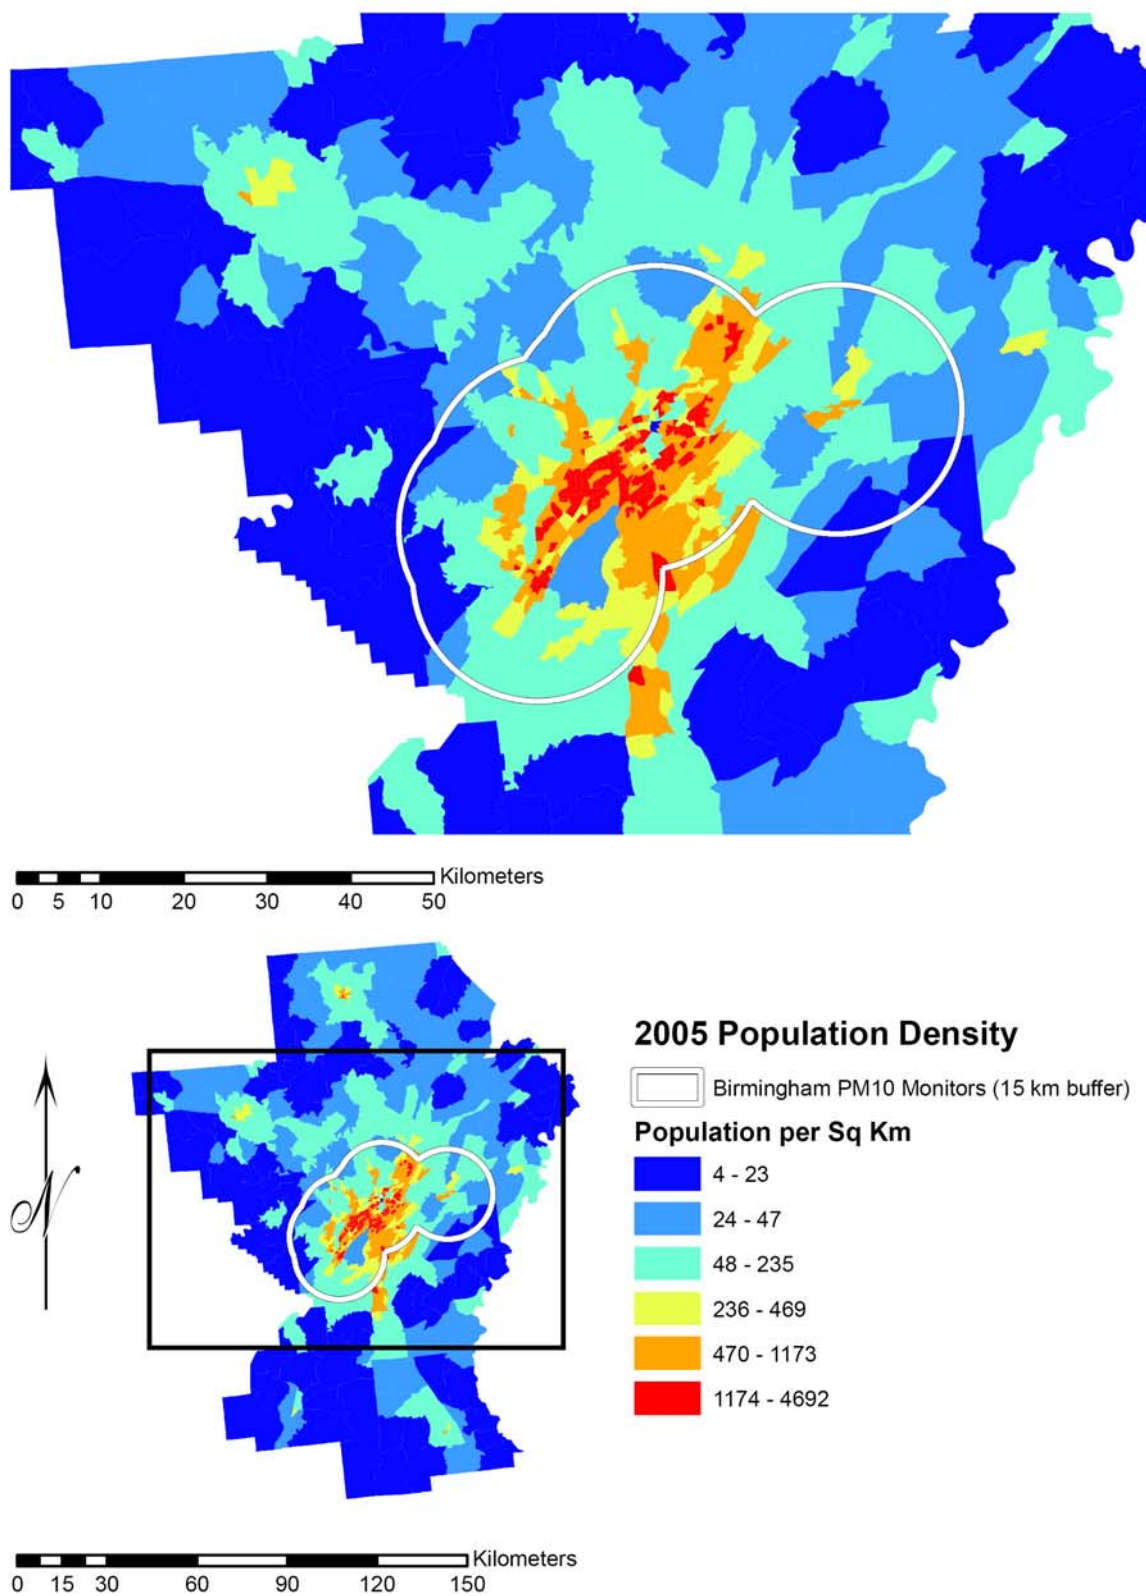 Kilometers
0 5 10 20 30 40 50
N
2005 Population Density
Birmingham PM10 Monitors (15 km buffer)
Population per Sq Km
4 - 23
24 - 47
48 - 235
236 - 469
470 - 1173
1174 - 4692
Kilometers
0 15 30 60 90 120 150